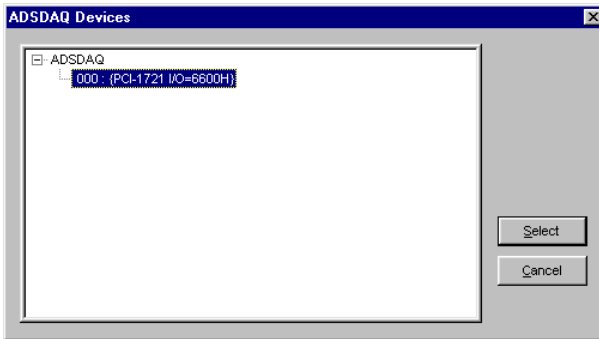 ADSDAQ Devices
ADSDAQ
000 : {PCI-1721 I/O=6600H}
Select
Cancel